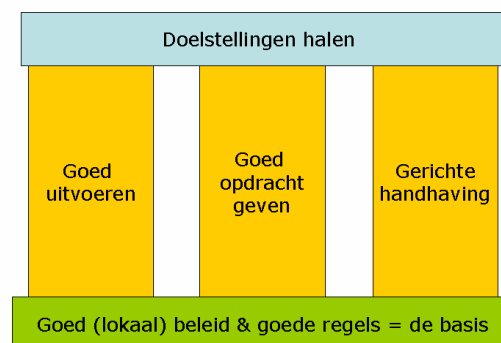 Doelstellingen halen
Goed
uitvoeren
Goed
opdracht
geven
Gerichte
handhaving
Goed (lokaal) beleid & goede regels = de basis